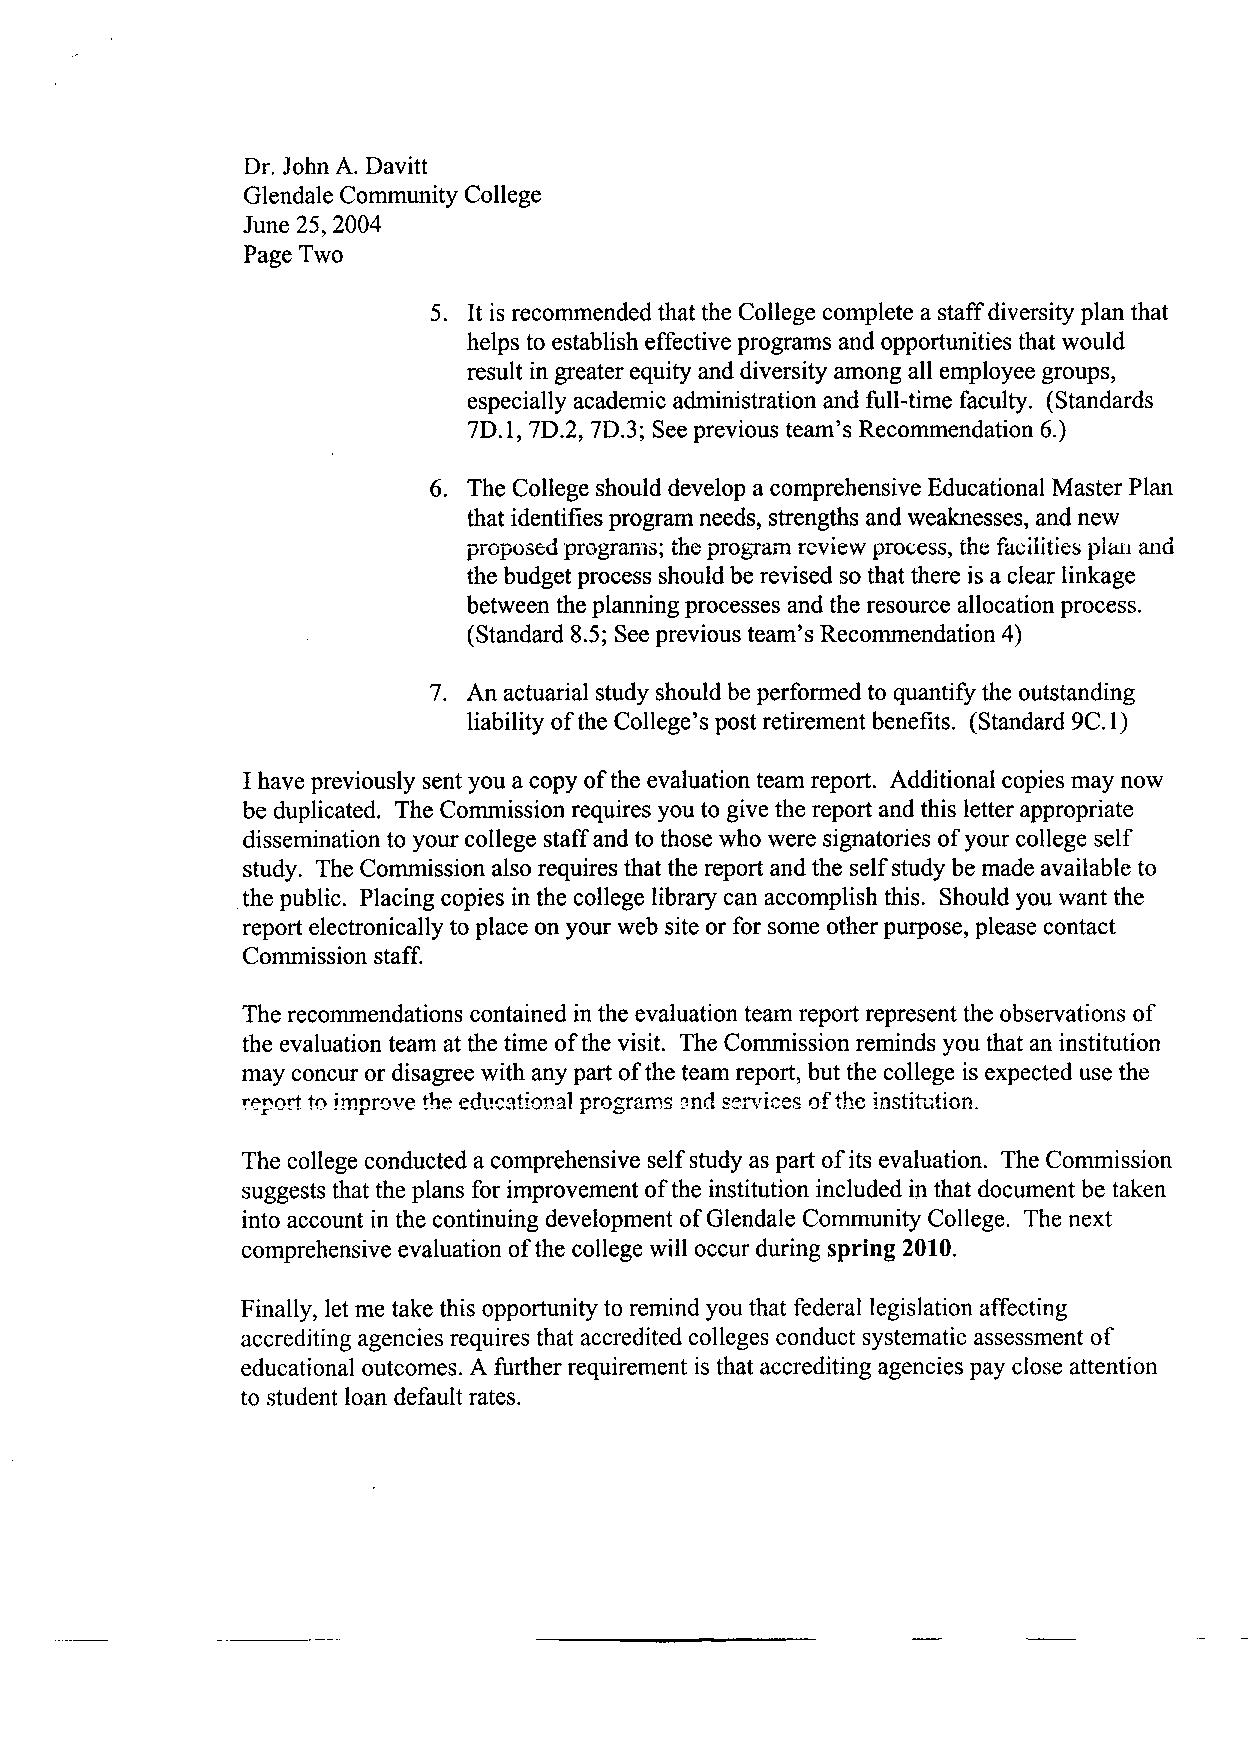 Dr. John A. Davitt
Glendale Community College
June 25, 2004
Page Two
5. It is recommended that the College complete a staff diversity plan that
helps to establish effective programs and opportunities that would
result in greater equity and diversity among all employee groups,
especially academic administration and full-time faculty. (Standards
7D.1, 7D.2, 7D.3; See previous team's Recommendation 6.)
6. The College should develop a comprehensive Educational Master Plan
that identifies program needs, strengths and weaknesses, and new
proposed programs; the program review process, the facilities plan and
the budget process should be revised so that there is a clear linkage
between the planning processes and the resource allocation process.
(Standard 8.5; See previous team's Recommendation 4)
7. An actuarial study should be performed to quantify the outstanding
liability of the College's post retirement benefits. (Standard 9C.1)
I have previously sent you a copy of the evaluation team report. Additional copies may now
be duplicated. The Commission requires you to give the report and this letter appropriate
dissemination to your college staff and to those who were signatories of your college self
study. The Commission also requires that the report and the self study be made available to
the public. Placing copies in the college library can accomplish this. Should you want the
report electronically to place on your web site or for some other purpose, please contact
Commission staff.
The recommendations contained in the evaluation team report represent the observations of
the evaluation team at the time of the visit. The Commission reminds you that an institution
may concur or disagree with any part of the team report, but the college is expected use the
report to improve the educational programs and services of the institution.
The college conducted a comprehensive self study as part of its evaluation. The Commission
suggests that the plans for improvement of the institution included in that document be taken
into account in the continuing development of Glendale Community College. The next
comprehensive evaluation of the college will occur during spring 2010.
Finally, let me take this opportunity to remind you that federal legislation affecting
accrediting agencies requires that accredited colleges conduct systematic assessment of
educational outcomes. A further requirement is that accrediting agencies pay close attention
to student loan default rates.